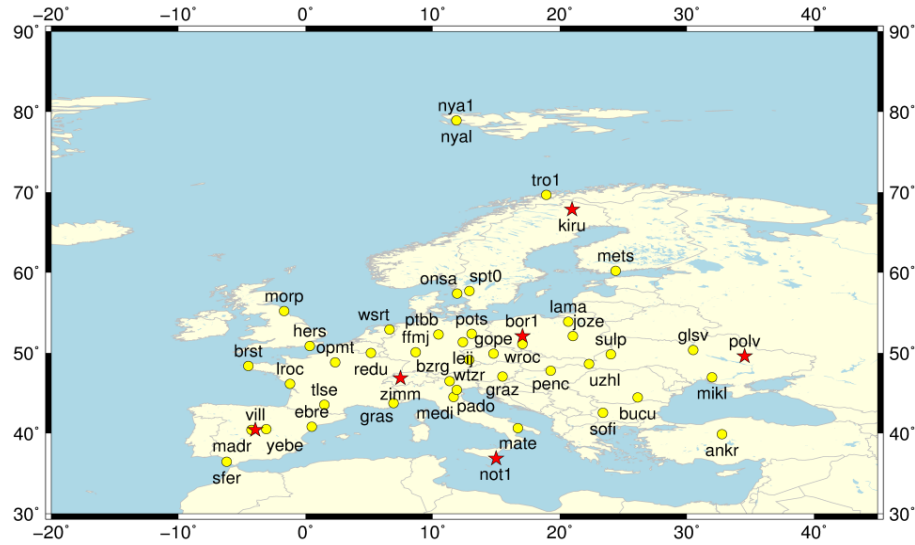 −20˚ −10˚ 0˚ 10˚ 20˚ 30˚ 40˚
90˚ 90˚
80˚ 80˚
nya1
nyal
tro1
70˚ 70˚
kiru
mets
60˚ 60˚
onsa spt0
morp
lama
wsrt ptbb pots bor1 joze
hers ffmj gope sulp glsv polv
50˚ 50˚
brst opmt leij wroc
lroc redu bzrg wtzr uzhl
tlse zimm graz penc mikl
vill ebre gras medi pado bucu
sofi
40˚ 40˚
madr yebe mate ankr
sfer not1
30˚ 30˚
−20˚ −10˚ 0˚ 10˚ 20˚ 30˚ 40˚